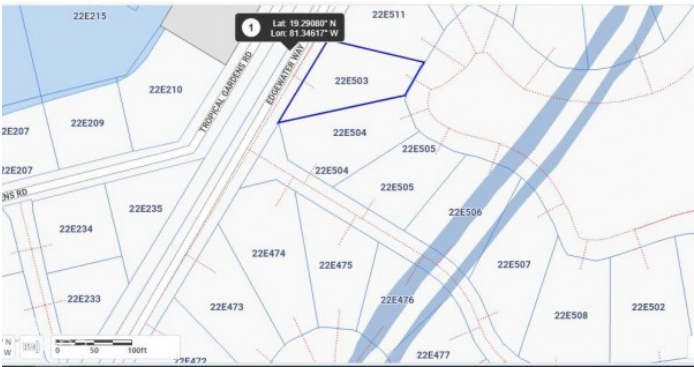 22E215
1
Lat: 19.29080° N
Lon: 81.34617° W
22E511
22E503
EDGEWATER WAY
TROPICAL GARDENS RD
22E210
22E209
2E207
22E207
22E504
22E505
22E504
22E505
NS RD
22E235
22E234
22E506
22E474
22E475
22E507
22E233
22E473
22E476
22E508
22E502
22E472
22E477
N
W
0 50 100ft